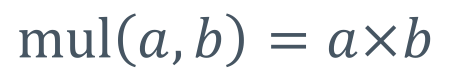 mul(a, b) = a×b